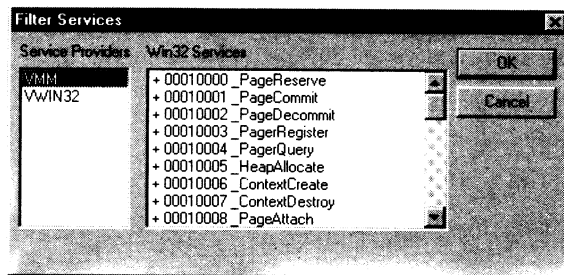 Filter Services
Service Providers
VMM
VWIN32
Win32 Services
+ 00010000 _PageReserve
+ 00010001 _PageCommit
+ 00010002 _PageDecommit
+ 00010003 _PagerRegister
+ 00010004 _PagerQuery
+ 00010005 _HeapAllocate
+ 00010006 _ContextCreate
+ 00010007 _ContextDestroy
+ 00010008 _PageAttach
OK
Cancel